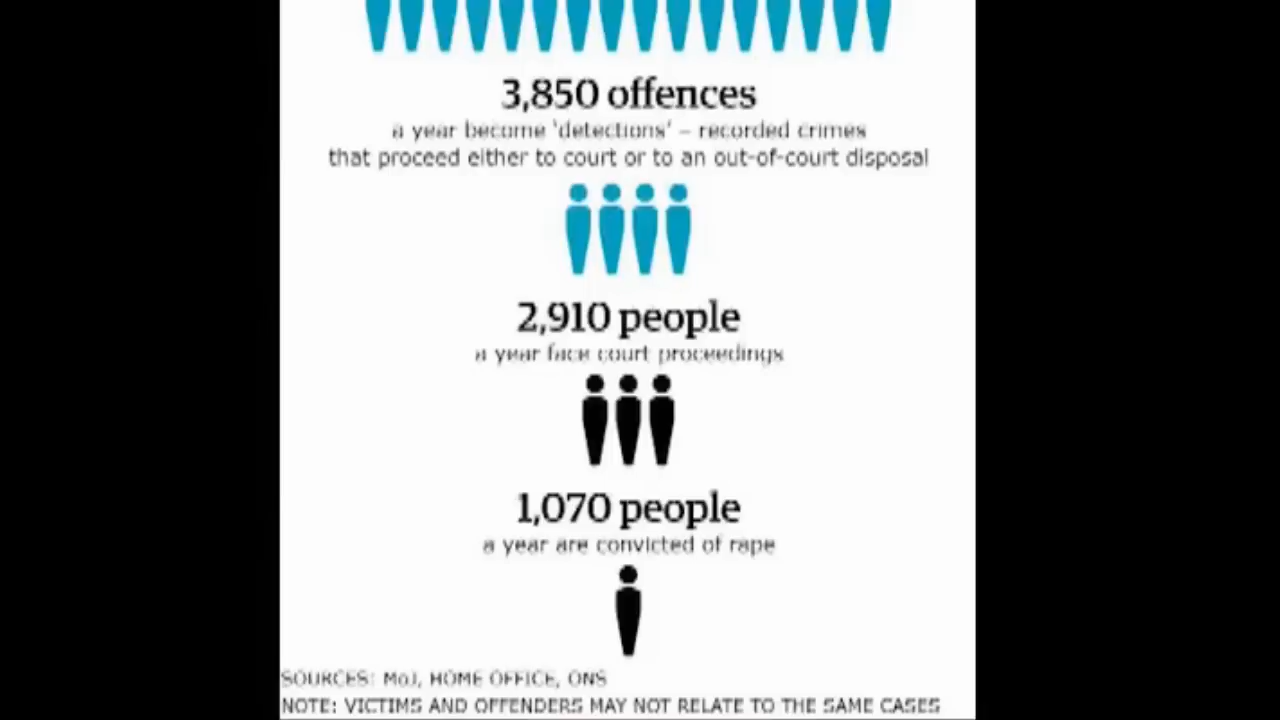 3,850 offences
a year become 'detections' – recorded crimes
that proceed either to court or to an out-of-court disposal
2,910 people
a year face court proceedings
1,070 people
a year are convicted of rape
SOURCES: MoJ, HOME OFFICE, ONS
NOTE: VICTIMS AND OFFENDERS MAY NOT RELATE TO THE SAME CASES